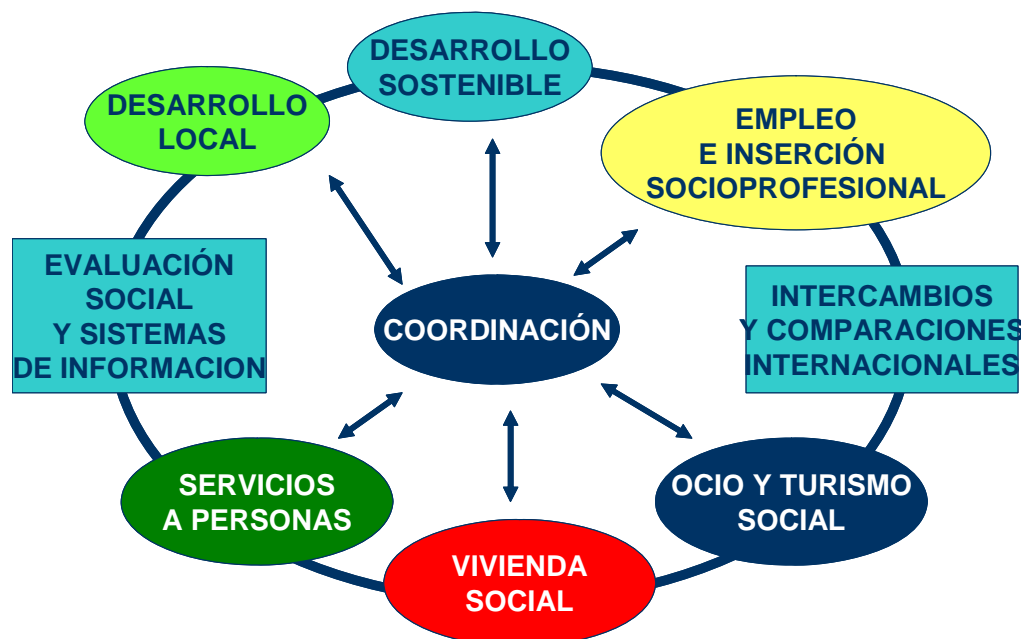 DESARROLLO
SOSTENIBLE
DESARROLLO
LOCAL
EMPLEO
E INSERCIÓN
SOCIOPROFESIONAL
EVALUACIÓN
SOCIAL
Y SISTEMAS
DE INFORMACION
COORDINACIÓN
INTERCAMBIOS
Y COMPARACIONES
INTERNACIONALES
SERVICIOS
A PERSONAS
OCIO Y TURISMO
SOCIAL
VIVIENDA
SOCIAL